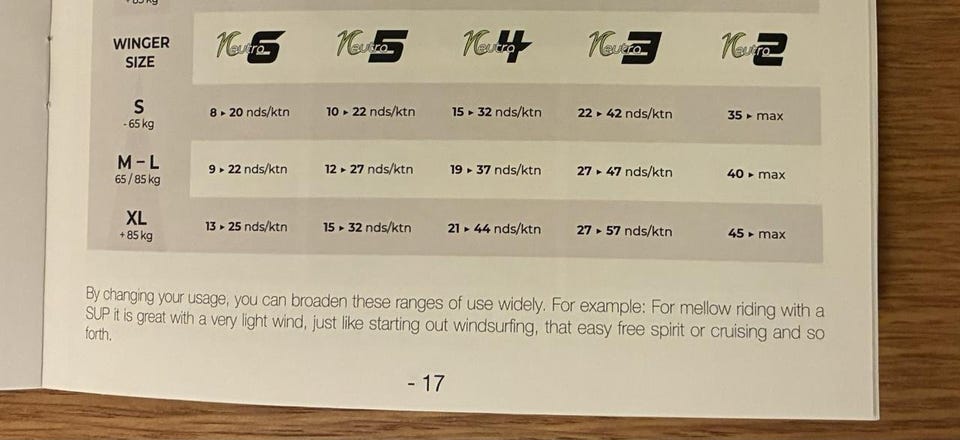 +85kg
WINGER SIZE Neutro 6 Neutro 5 Neutro 4 Neutro 3 Neutro 2
S -65 kg 8 ▸ 20 nds/ktn 10 ▸ 22 nds/ktn 15 ▸ 32 nds/ktn 22 ▸ 42 nds/ktn 35 ▸ max
M - L 65 / 85 kg 9 ▸ 22 nds/ktn 12 ▸ 27 nds/ktn 19 ▸ 37 nds/ktn 27 ▸ 47 nds/ktn 40 ▸ max
XL +85 kg 13 ▸ 25 nds/ktn 15 ▸ 32 nds/ktn 21 ▸ 44 nds/ktn 27 ▸ 57 nds/ktn 45 ▸ max
By changing your usage, you can broaden these ranges of use widely. For example: For mellow riding with a
SUP it is great with a very light wind, just like starting out windsurfing, that easy free spirit or cruising and so
forth.
- 17